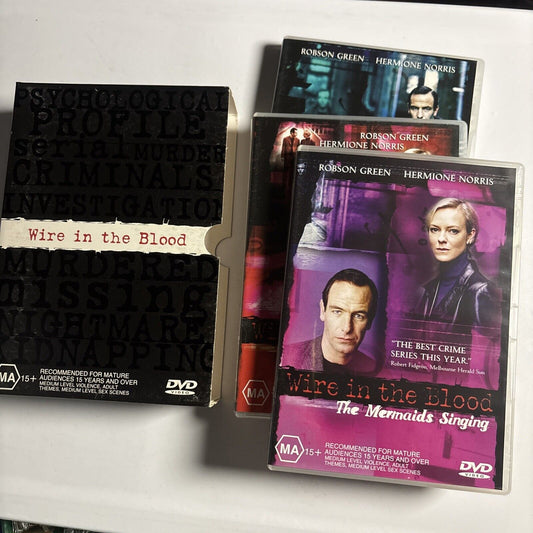 PSYCHOLOGICAL
PROFILE
serial MURDER
CRIMINALS
INVESTIGATION
Wire in the Blood
MURDERED
missing
NIGHTMARE
KIDNAPPING
MA 15+
RECOMMENDED FOR MATURE
AUDIENCES 15 YEARS AND OVER
MEDIUM LEVEL VIOLENCE, ADULT
THEMES, MEDIUM LEVEL SEX SCENES
DVD
VIDEO
ROBSON GREEN HERMIONE NORRIS
ROBSON GREEN
HERMIONE NORRIS
MA
ROBSON GREEN HERMIONE NORRIS
"THE BEST CRIME
SERIES THIS YEAR."
Robert Fidgeon, Melbourne Herald Sun
Wire in the Blood
The Mermaids Singing
MA 15+
RECOMMENDED FOR MATURE
AUDIENCES 15 YEARS AND OVER
MEDIUM LEVEL VIOLENCE, ADULT
THEMES, MEDIUM LEVEL SEX SCENES
DVD
VIDEO